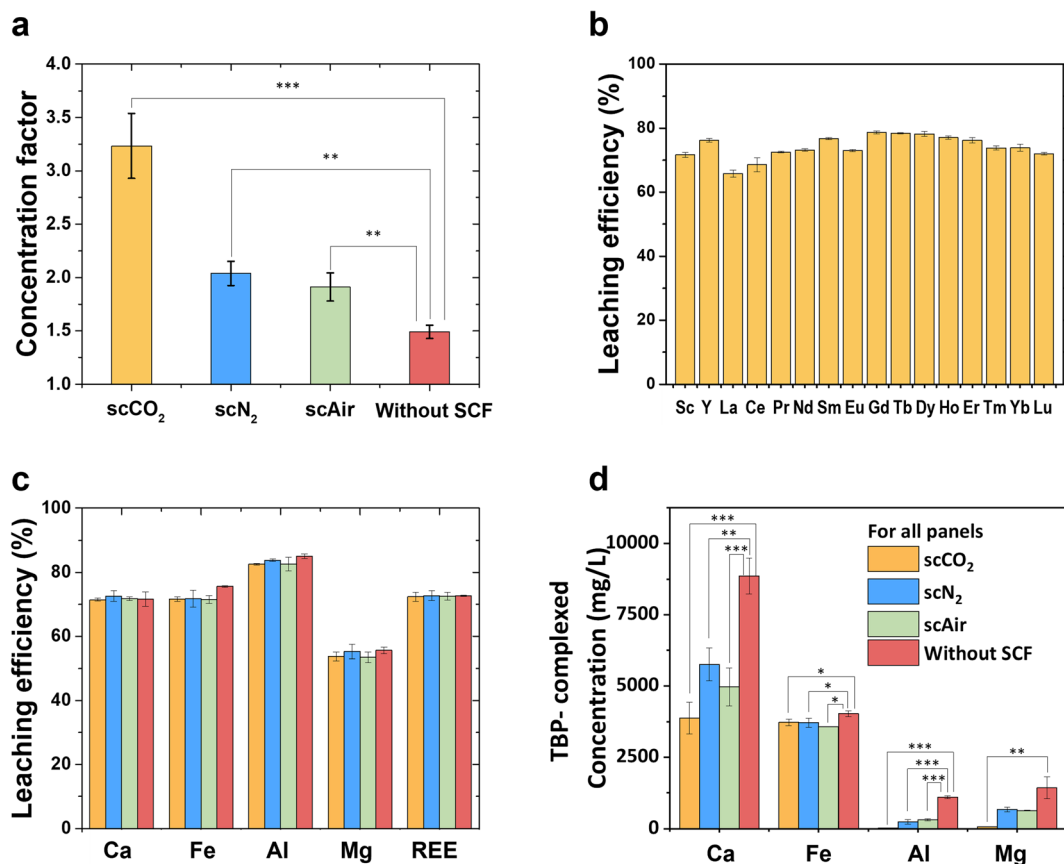 a
Concentration factor
4.0
3.5
3.0
2.5
2.0
1.5
1.0
***
**
**
scCO₂ scN₂ scAir Without SCF
b
Leaching efficiency (%)
100
80
60
40
20
0
Sc Y La Ce Pr Nd Sm Eu Gd Tb Dy Ho Er Tm Yb Lu
c
Leaching efficiency (%)
100
80
60
40
20
0
Ca Fe Al Mg REE
d
TBP- complexed
Concentration (mg/L)
10000
7500
5000
2500
0
***
**
***
*
*
*
***
***
***
**
For all panels
scCO₂
scN₂
scAir
Without SCF
Ca Fe Al Mg